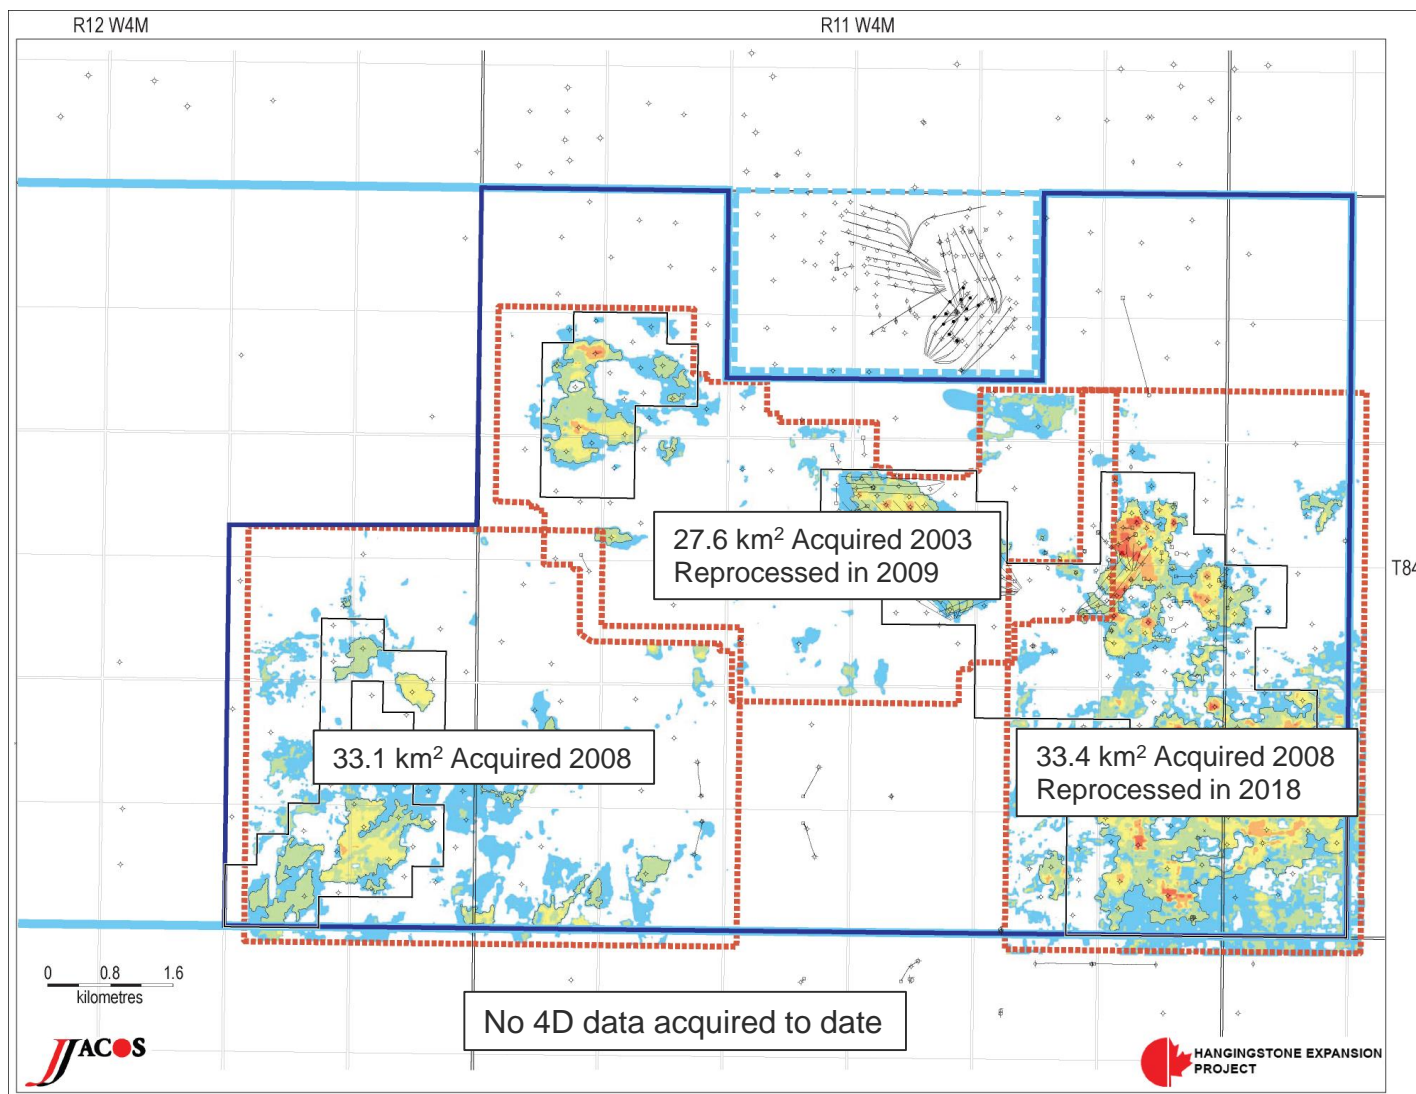 R12 W4M
R11 W4M
T84
27.6 km² Acquired 2003
Reprocessed in 2009
33.1 km² Acquired 2008
33.4 km² Acquired 2008
Reprocessed in 2018
0 0.8 1.6
kilometres
No 4D data acquired to date
JACOS
HANGINGSTONE EXPANSION
PROJECT